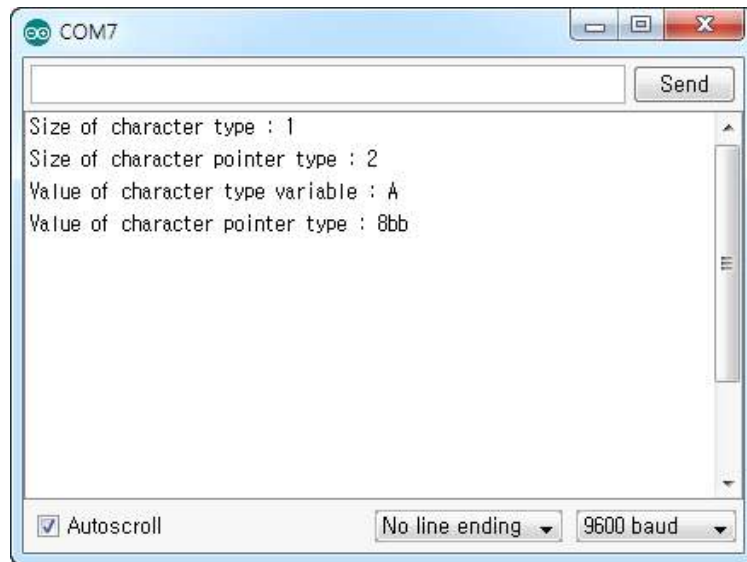 COM7
Send
Size of character type : 1
Size of character pointer type : 2
Value of character type variable : A
Value of character pointer type : 8bb
Autoscroll
No line ending
9600 baud